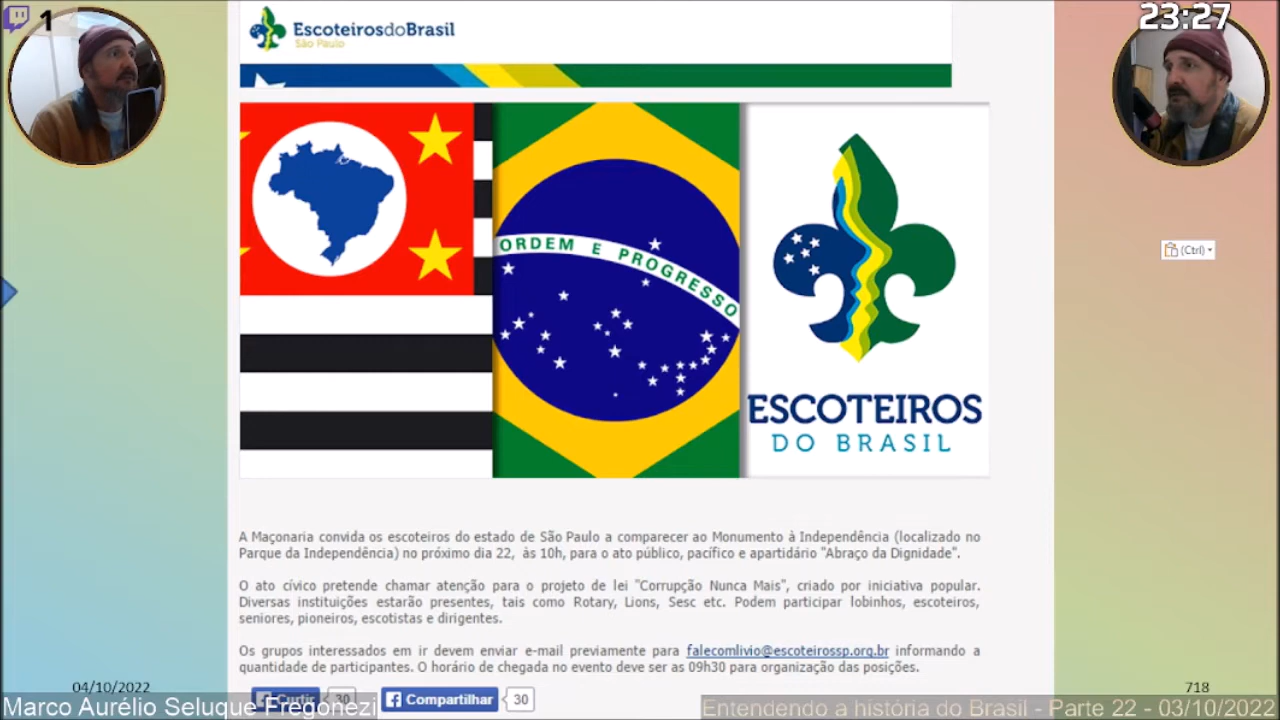 1
23:27
EscoteirosdoBrasil
São Paulo
ORDEM E PROGRESSO
(Ctrl)
ESCOTEIROS
DO BRASIL
A Maçonaria convida os escoteiros do estado de São Paulo a comparecer ao Monumento à Independência (localizado no
Parque da Independência) no próximo dia 22, às 10h, para o ato público, pacífico e apartidário "Abraço da Dignidade".
O ato cívico pretende chamar atenção para o projeto de lei "Corrupção Nunca Mais", criado por iniciativa popular.
Diversas instituições estarão presentes, tais como Rotary, Lions, Sesc etc. Podem participar lobinhos, escoteiros,
seniores, pioneiros, escotistas e dirigentes.
Os grupos interessados em ir devem enviar e-mail previamente para falecomlivio@escoteirossp.org.br informando a
quantidade de participantes. O horário de chegada no evento deve ser as 09h30 para organização das posições.
04/10/2022
718
Curtir 30 Compartilhar 30
Marco Aurélio Seluque Fregonezi
Entendendo a história do Brasil - Parte 22 - 03/10/2022